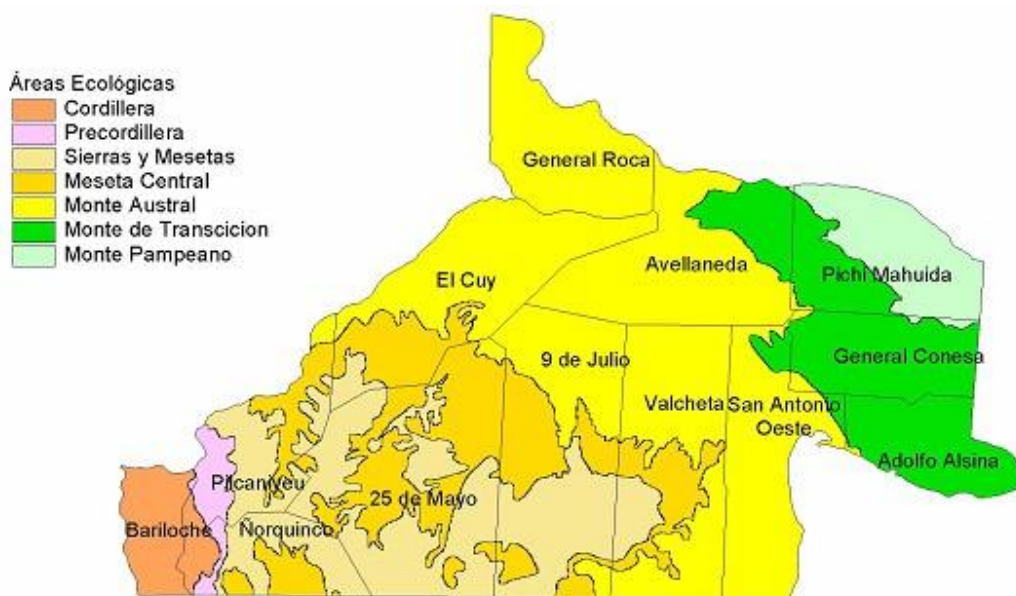 Áreas Ecológicas
Cordillera
Precordillera
Sierras y Mesetas
Meseta Central
Monte Austral
Monte de Transcicion
Monte Pampeano
General Roca
Avellaneda
Pichi Mahuida
El Cuy
9 de Julio
General Conesa
Valcheta
San Antonio
Oeste
Adolfo Alsina
Pilcaniyeu
25 de Mayo
Bariloche
Ñorquinco